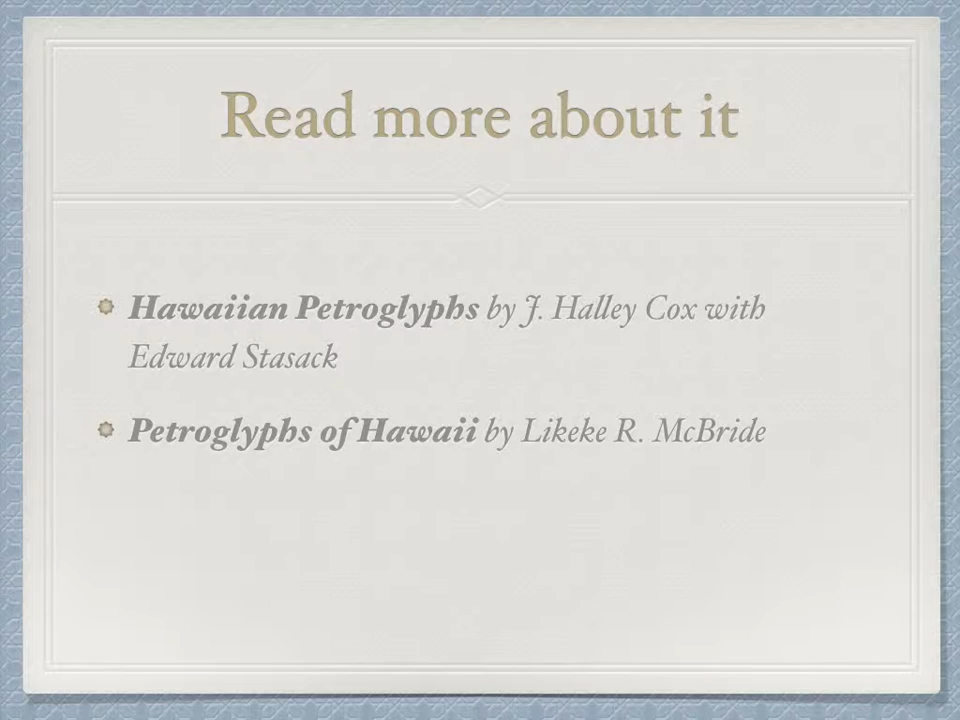 Read more about it
Hawaiian Petroglyphs by J. Halley Cox with
Edward Stasack
Petroglyphs of Hawaii by Likeke R. McBride